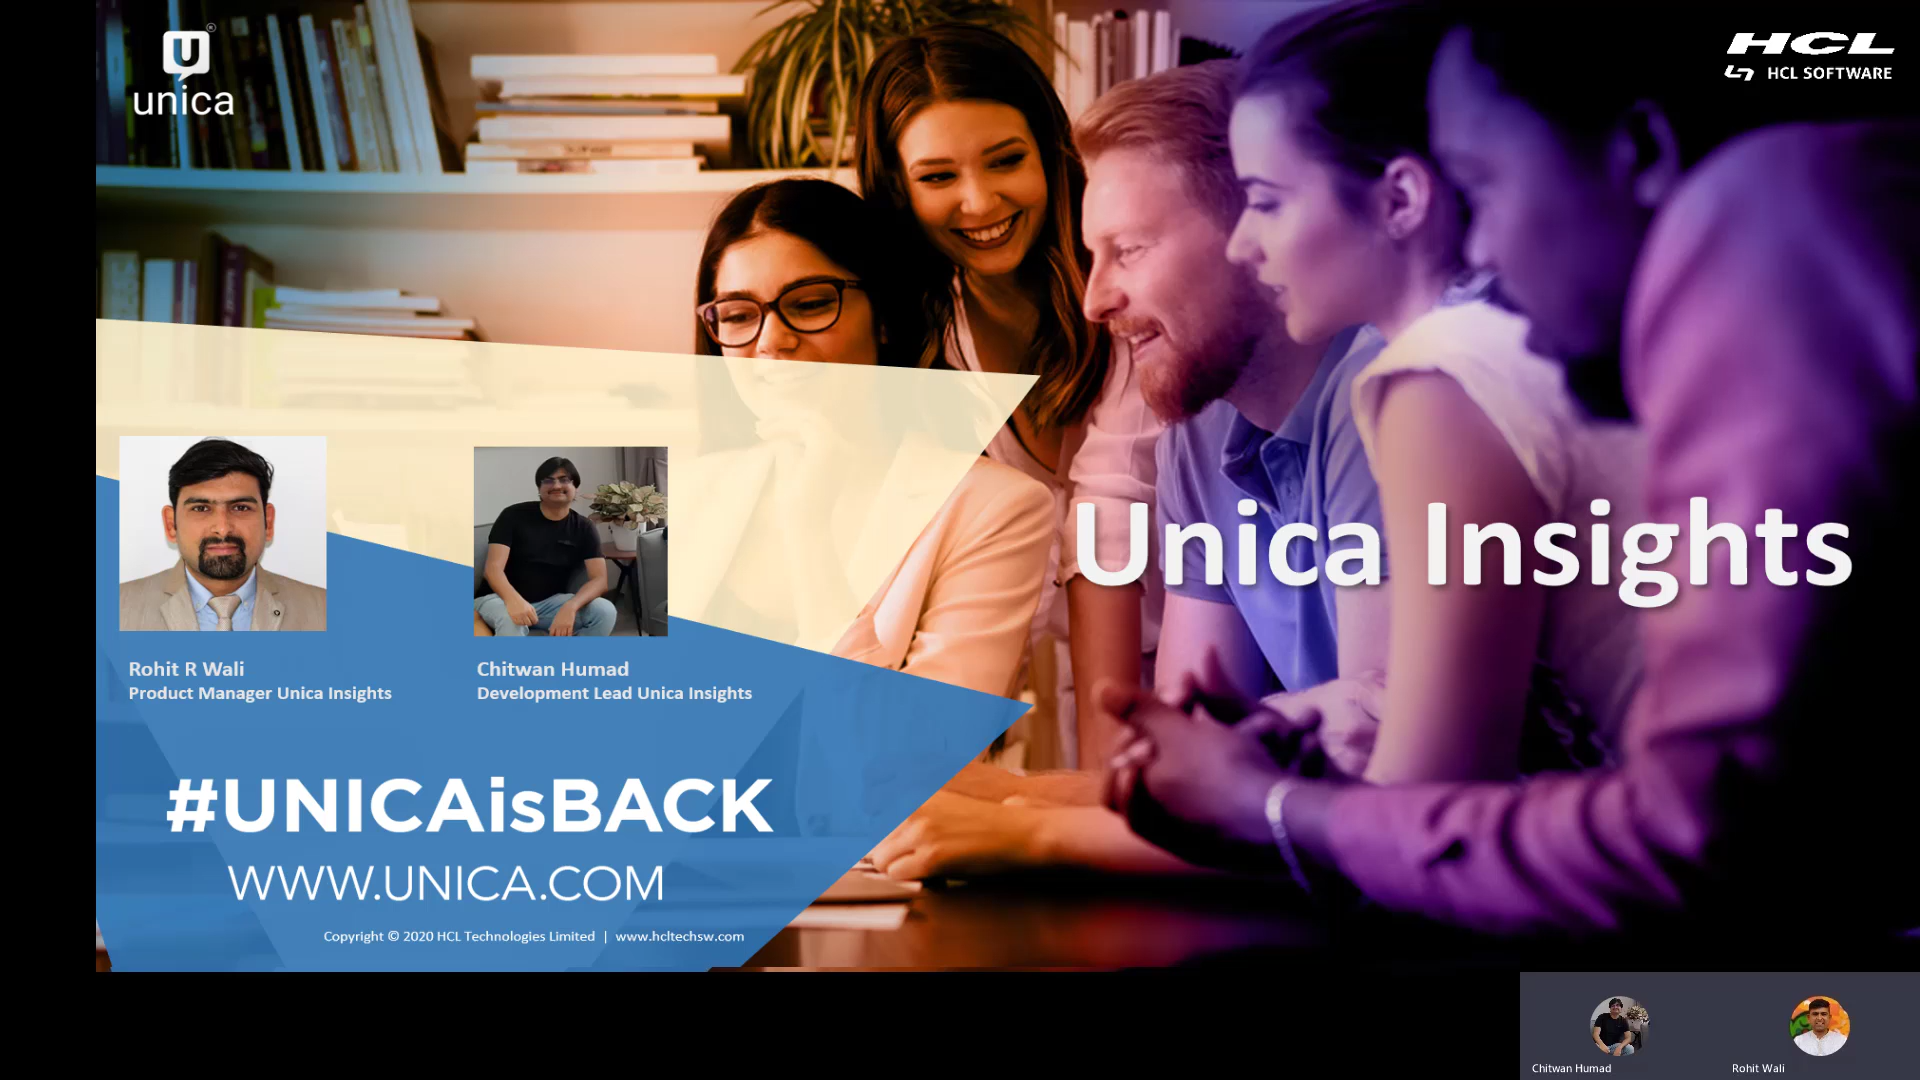 unica
HCL
HCL SOFTWARE
Unica Insights
Rohit R Wali
Product Manager Unica Insights
Chitwan Humad
Development Lead Unica Insights
#UNICAisBACK
WWW.UNICA.COM
Copyright © 2020 HCL Technologies Limited | www.hcltechsw.com
Chitwan Humad
Rohit Wali